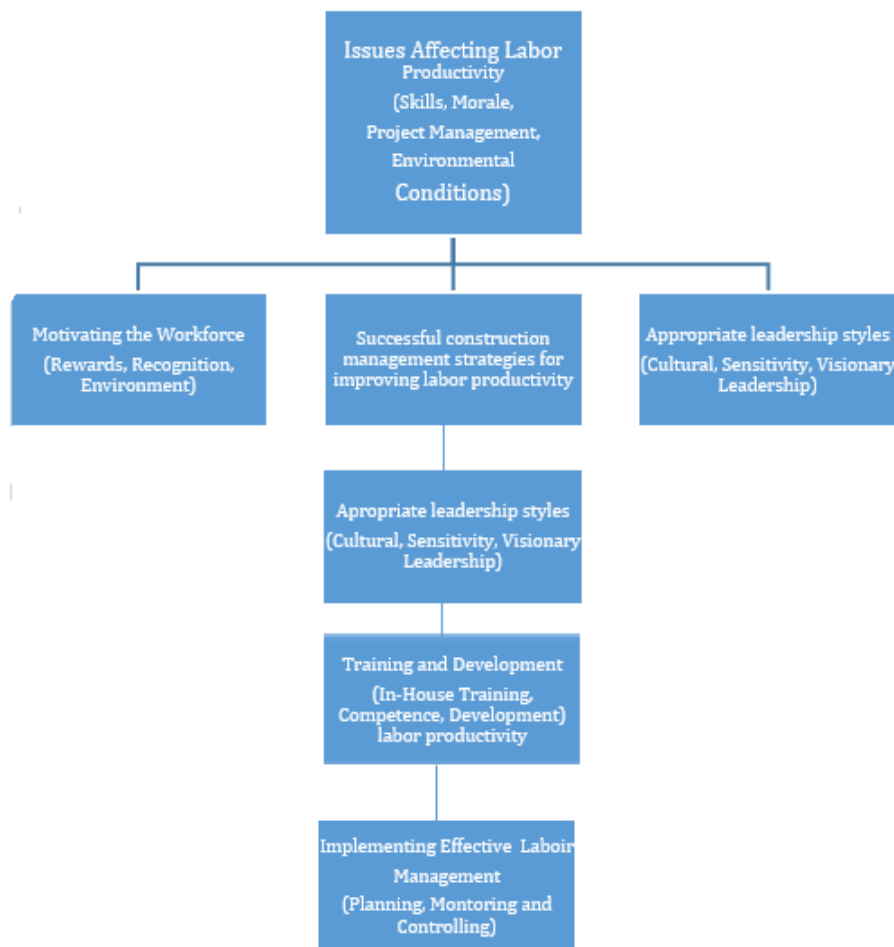 Issues Affecting Labor
Productivity
(Skills, Morale,
Project Management,
Environmental
Conditions)
Motivating the Workforce
(Rewards, Recognition,
Environment)
Successful construction
management strategies for
improving labor productivity
Appropriate leadership styles
(Cultural, Sensitivity, Visionary
Leadership)
Apropriate leadership styles
(Cultural, Sensitivity, Visionary
Leadership)
Training and Development
(In-House Training,
Competence, Development)
labor productivity
Implementing Effective Laboir
Management
(Planning, Montoring and
Controlling)